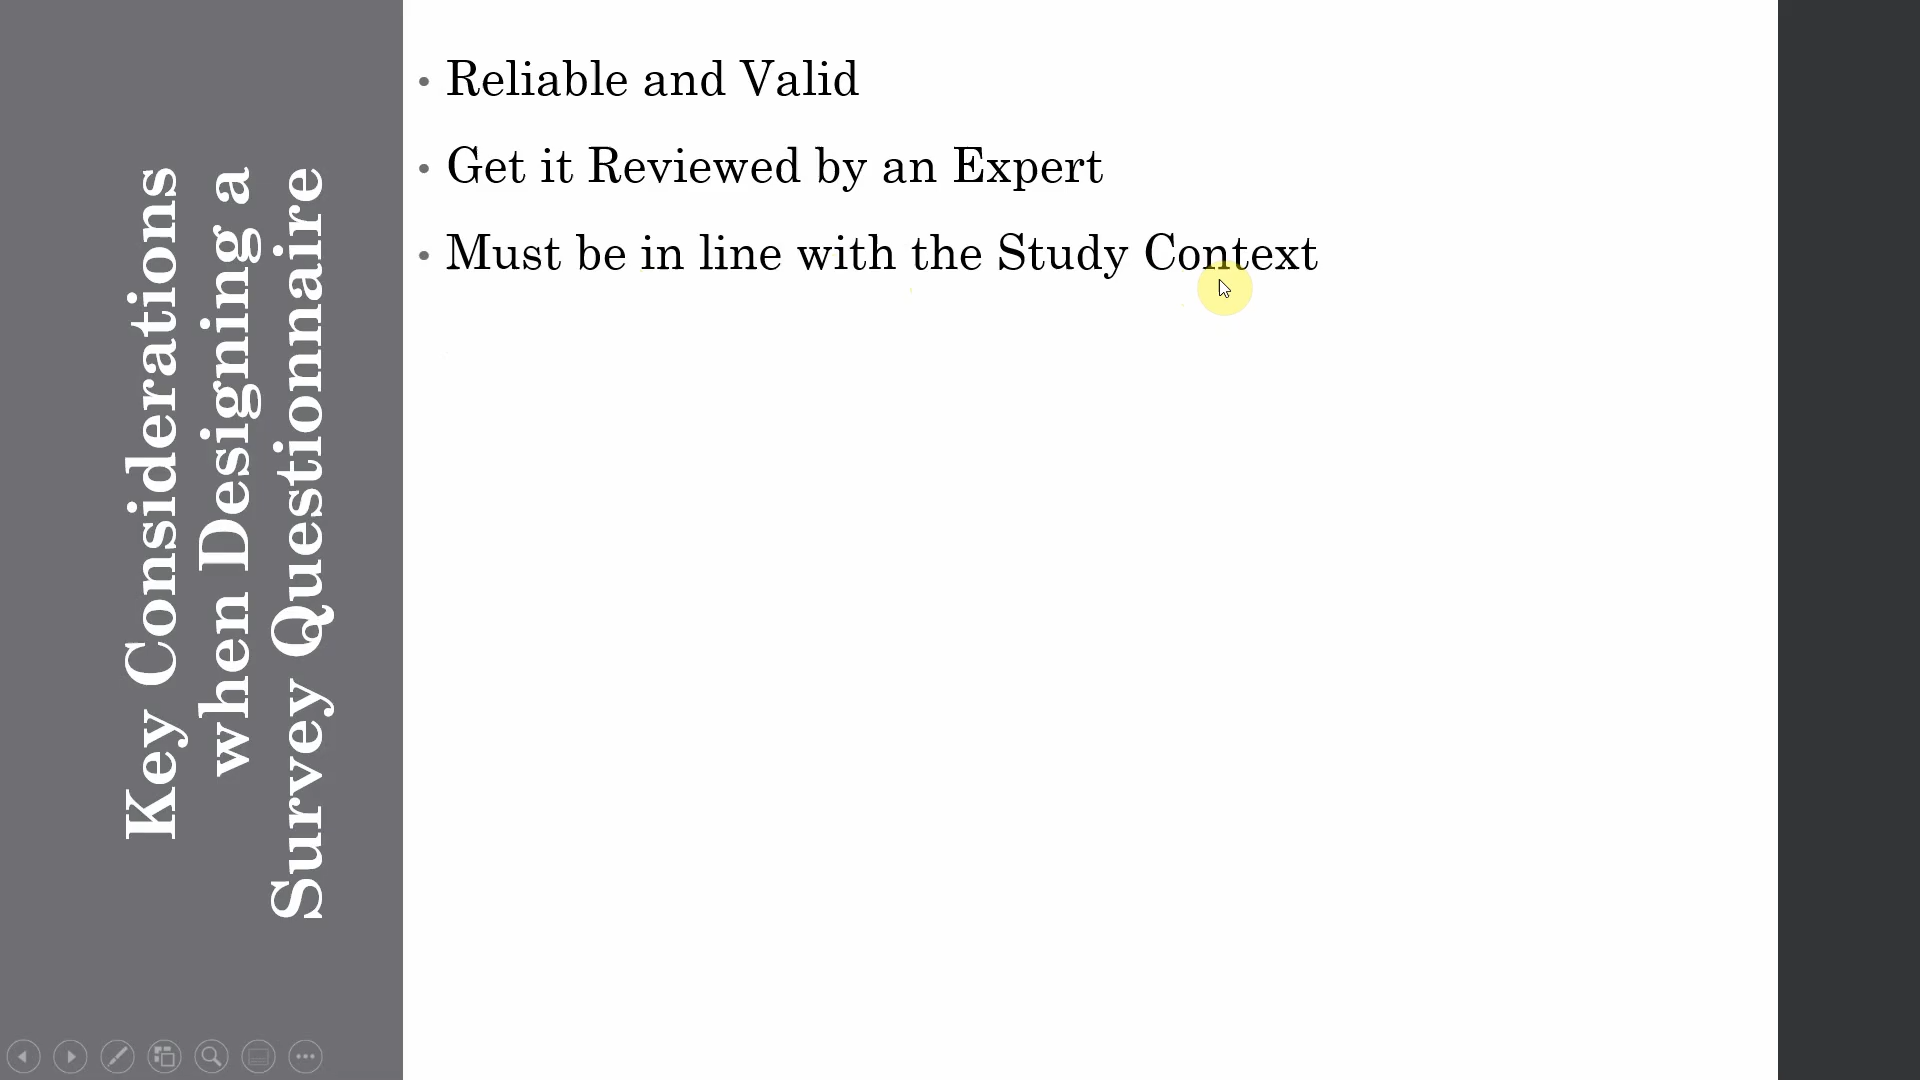 Key Considerations
when Designing a
Survey Questionnaire
Reliable and Valid
Get it Reviewed by an Expert
Must be in line with the Study Context